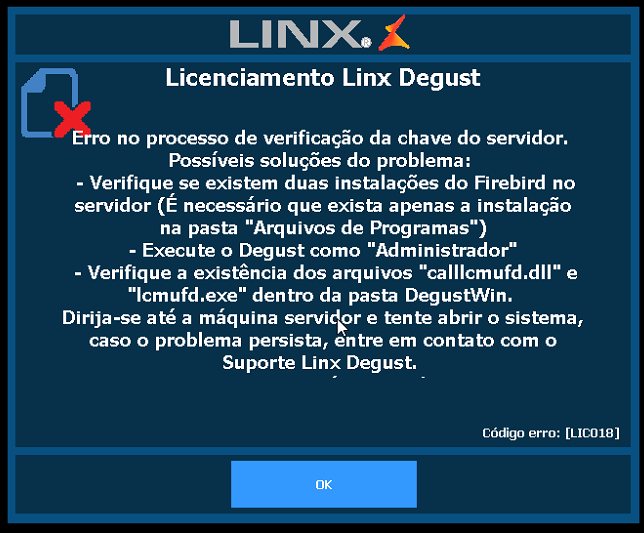 LINX®
Licenciamento Linx Degust
Erro no processo de verificação da chave do servidor.
Possíveis soluções do problema:
- Verifique se existem duas instalações do Firebird no
servidor (É necessário que exista apenas a instalação
na pasta "Arquivos de Programas")
- Execute o Degust como "Administrador"
- Verifique a existência dos arquivos "calllcmufd.dll" e
"lcmufd.exe" dentro da pasta DegustWin.
Dirija-se até a máquina servidor e tente abrir o sistema,
caso o problema persista, entre em contato com o
Suporte Linx Degust.
Código erro: [LIC018]
OK